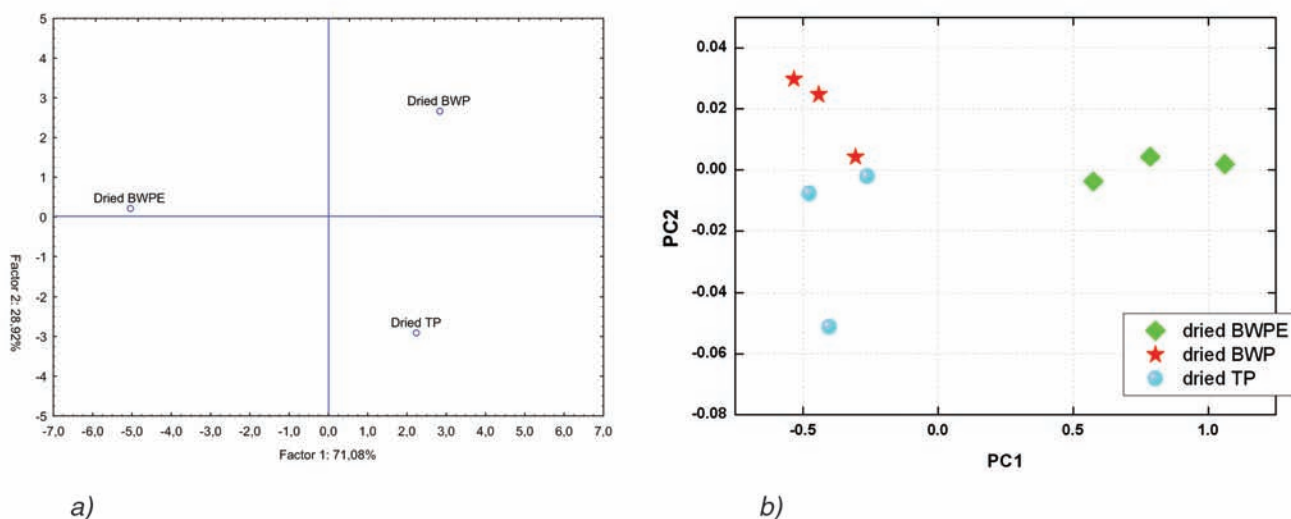 5
4
3
2
1
0
-1
-2
-3
-4
-5
Factor 2: 28,92%
Dried BWP
Dried BWPE
Dried TP
-7,0 -6,0 -5,0 -4,0 -3,0 -2,0 -1,0 0,0 1,0 2,0 3,0 4,0 5,0 6,0 7,0
Factor 1: 71,08%
a)
0.04
0.02
0.00
-0.02
-0.04
-0.06
-0.08
PC2
dried BWPE
dried BWP
dried TP
-0.5 0.0 0.5 1.0
PC1
b)